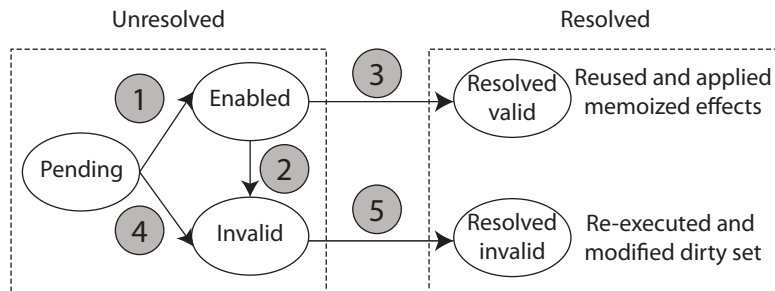 Unresolved
Resolved
1
Enabled
3
Resolved
valid
Reused and applied
memoized effects
Pending
2
4
Invalid
5
Resolved
invalid
Re-executed and
modified dirty set